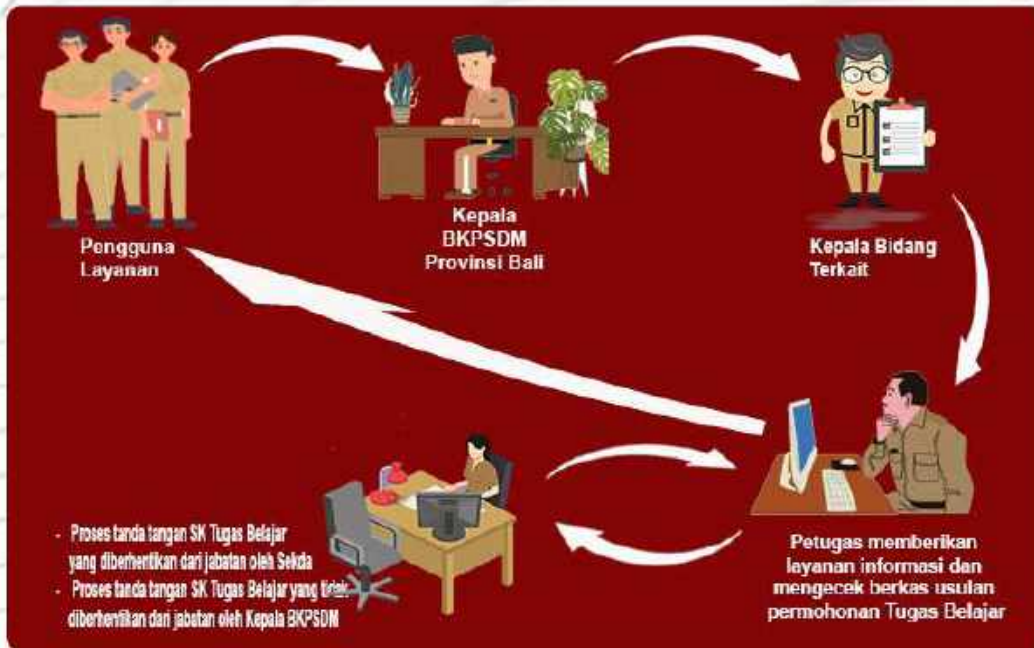 Pengguna
Layanan
Kepala
BKPSDM
Provinsi Bali
Kepala Bidang
Terkait
Petugas memberikan
layanan informasi dan
mengecek berkas usulan
permohonan Tugas Belajar
- Proses tanda tangan SK Tugas Belajar
yang diberhentikan dari jabatan oleh Sekda
- Proses tanda tangan SK Tugas Belajar yang tidak
diberhentikan dari jabatan oleh Kepala BKPSDM